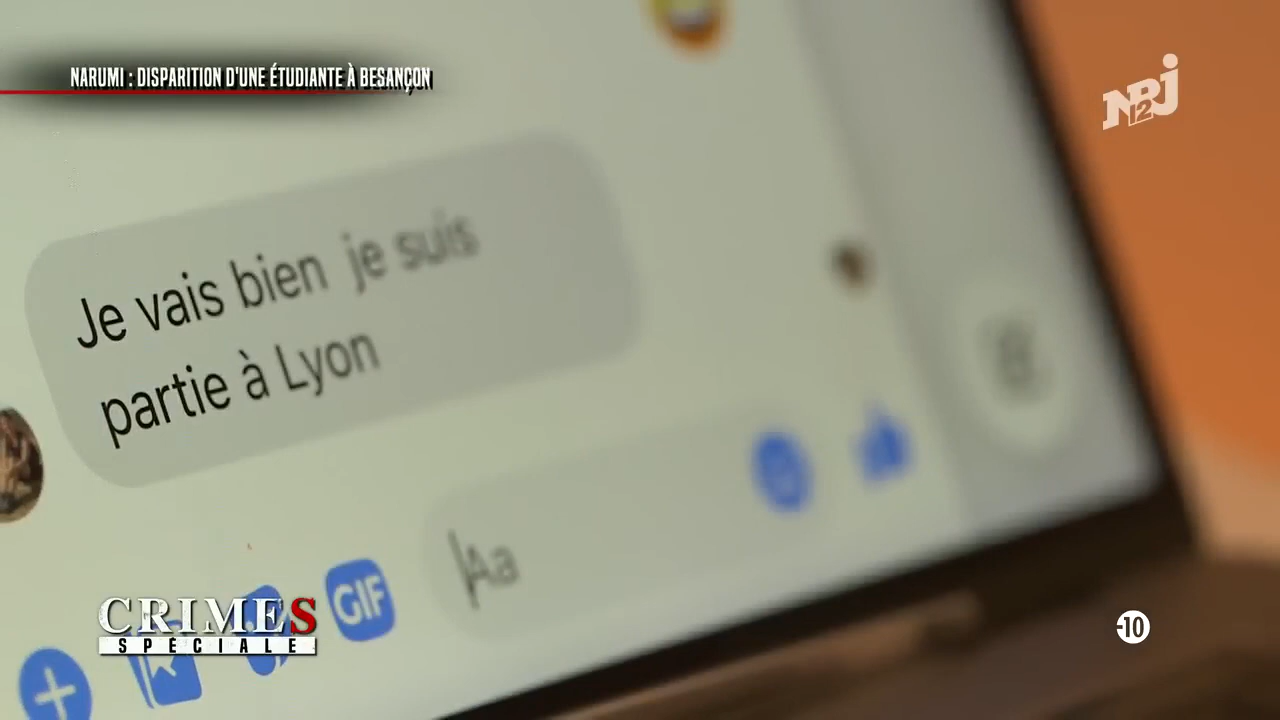 NARUMI : DISPARITION D'UNE ÉTUDIANTE À BESANÇON
NRJ
12
Je vais bien je suis
partie à Lyon
GIF
Aa
CRIMES
SPÉCIALE
-10